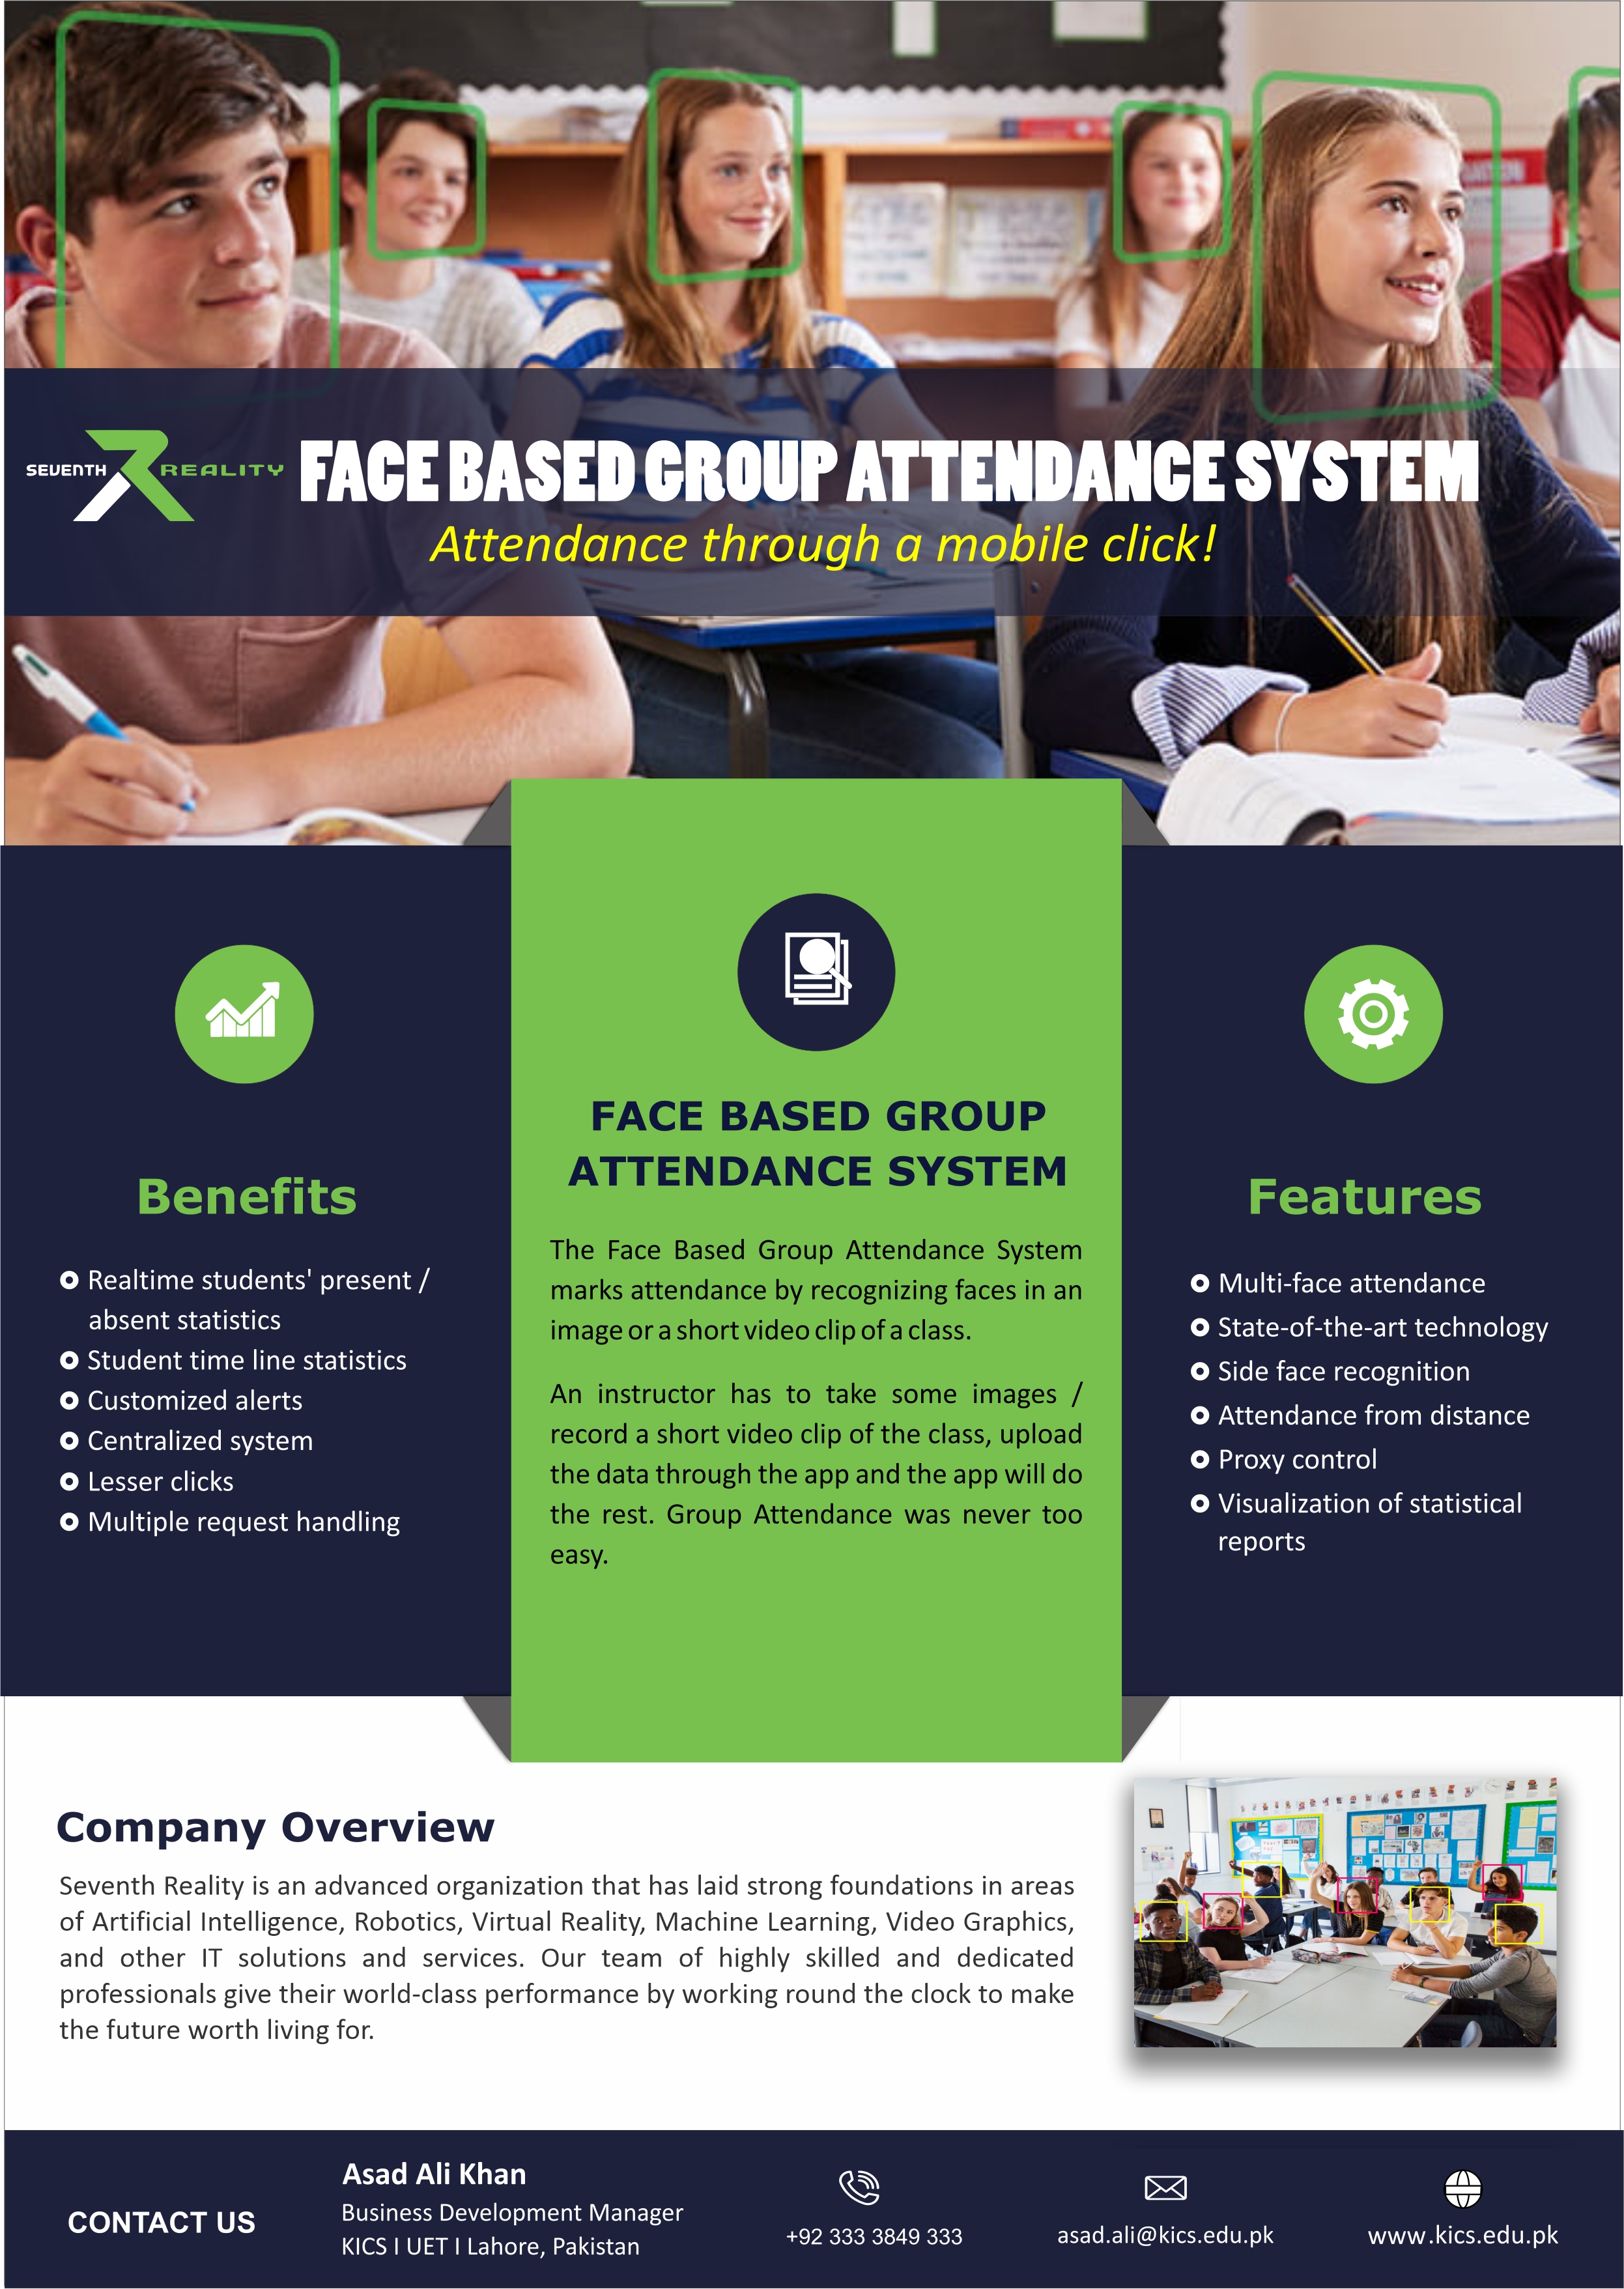 SEVENTH REALITY
FACE BASED GROUP ATTENDANCE SYSTEM
Attendance through a mobile click!
Benefits
Realtime students' present /
absent statistics
Student time line statistics
Customized alerts
Centralized system
Lesser clicks
Multiple request handling
FACE BASED GROUP
ATTENDANCE SYSTEM
The Face Based Group Attendance System
marks attendance by recognizing faces in an
image or a short video clip of a class.
An instructor has to take some images /
record a short video clip of the class, upload
the data through the app and the app will do
the rest. Group Attendance was never too
easy.
Features
Multi-face attendance
State-of-the-art technology
Side face recognition
Attendance from distance
Proxy control
Visualization of statistical
reports
Company Overview
Seventh Reality is an advanced organization that has laid strong foundations in areas
of Artificial Intelligence, Robotics, Virtual Reality, Machine Learning, Video Graphics,
and other IT solutions and services. Our team of highly skilled and dedicated
professionals give their world-class performance by working round the clock to make
the future worth living for.
CONTACT US
Asad Ali Khan
Business Development Manager
KICS I UET I Lahore, Pakistan
+92 333 3849 333
asad.ali@kics.edu.pk
www.kics.edu.pk